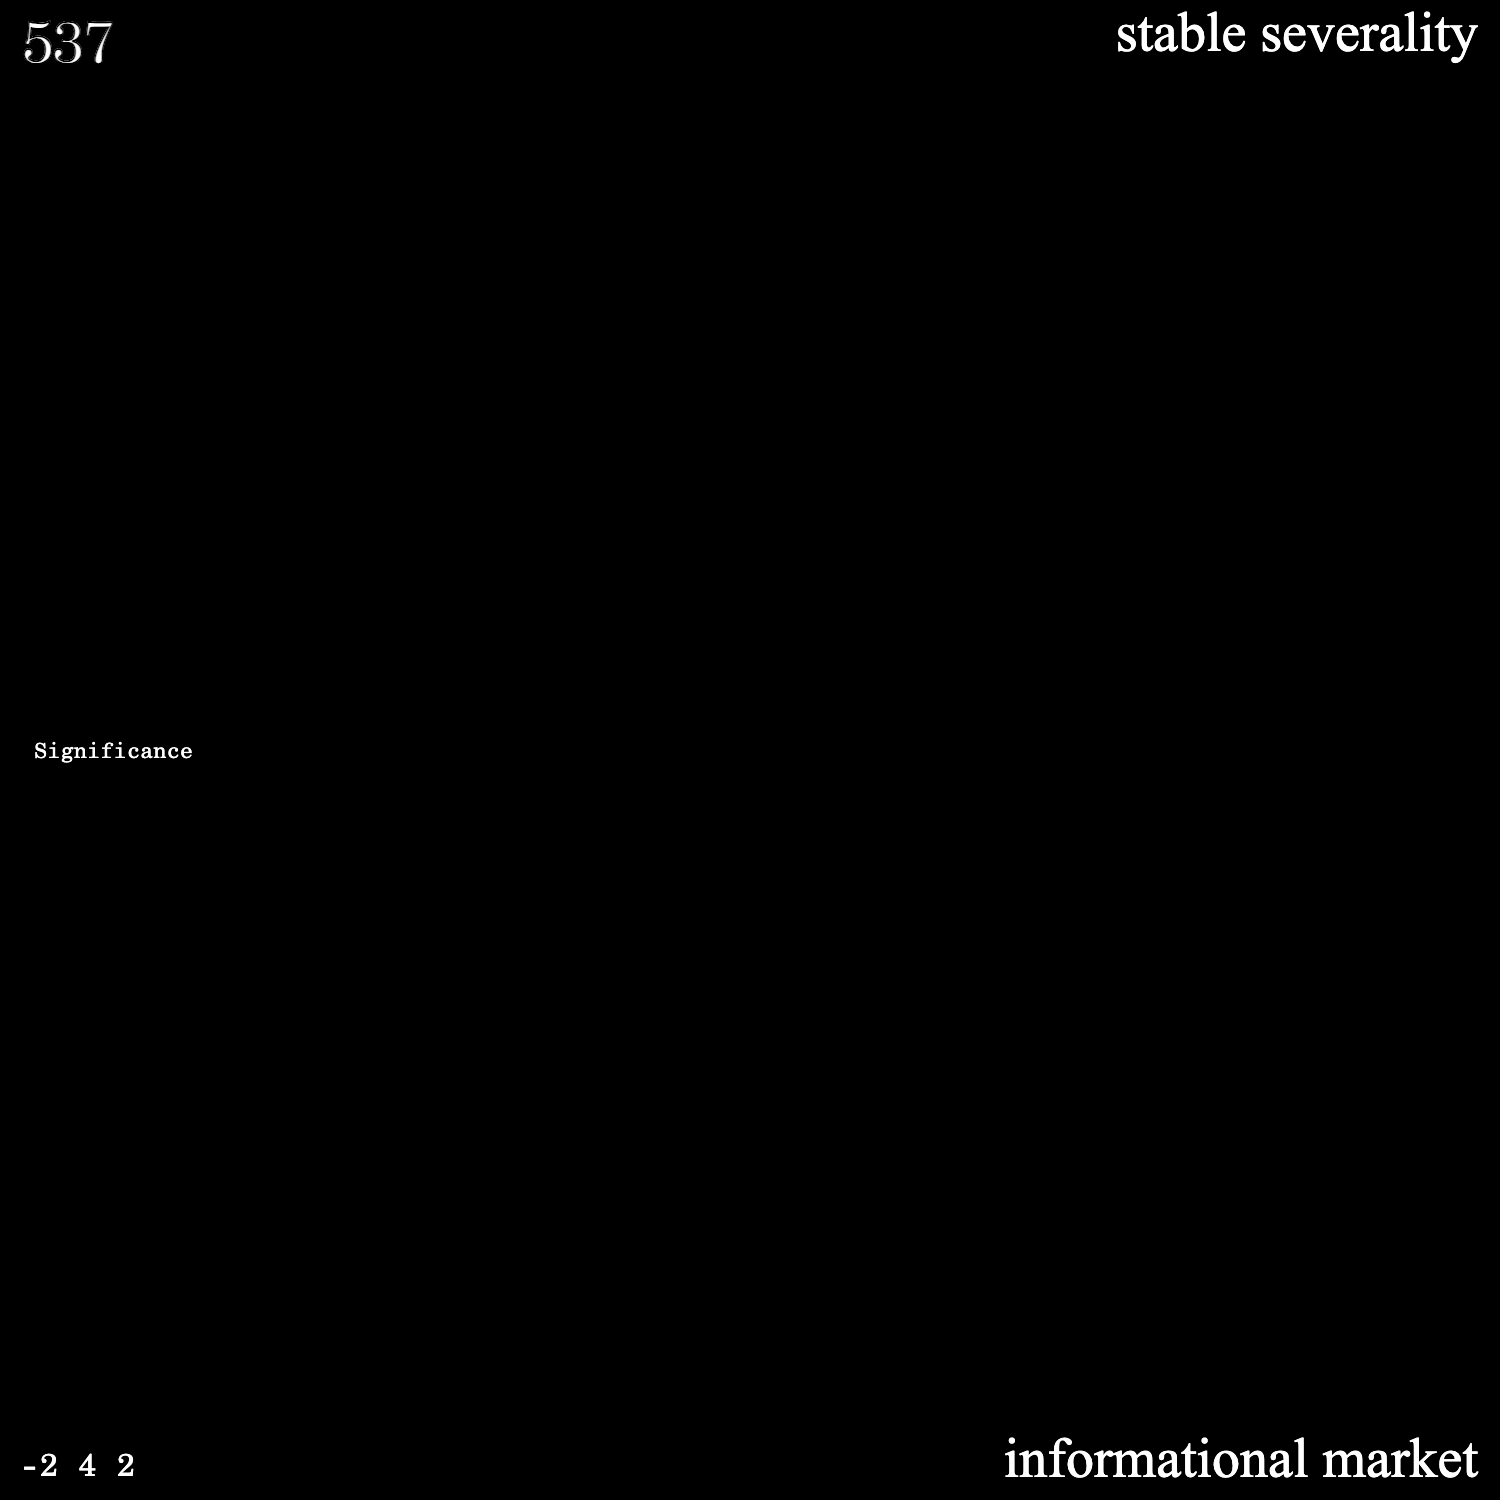 537
stable severality
Significance
-2 4 2
informational market